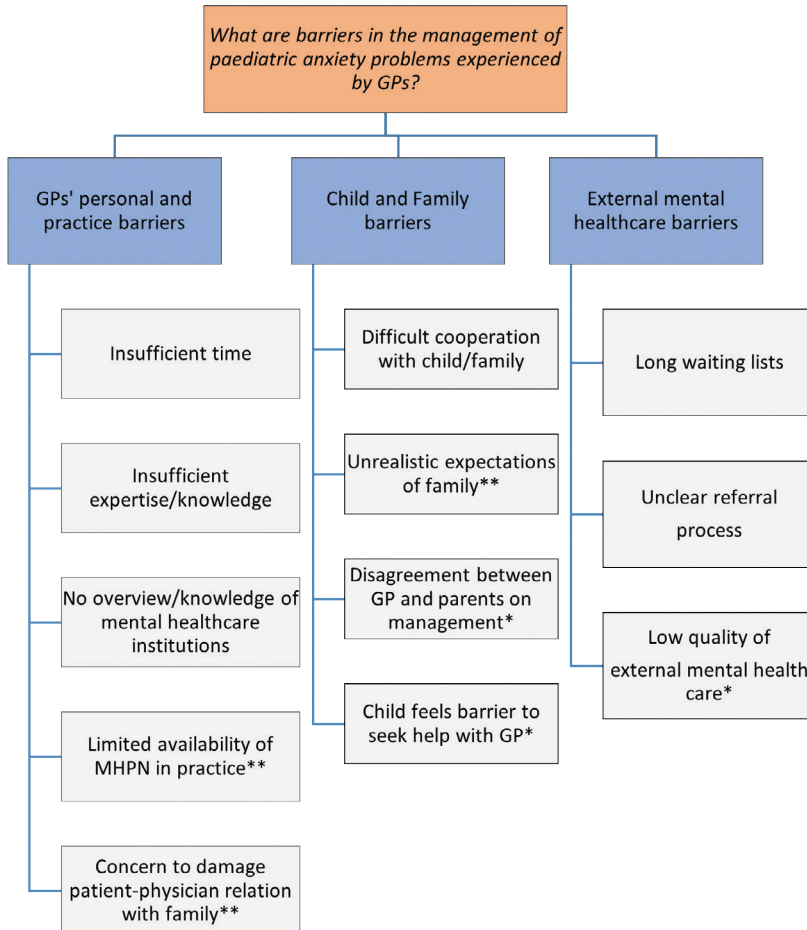 What are barriers in the management of
paediatric anxiety problems experienced
by GPs?
GPs' personal and
practice barriers
Insufficient time
Insufficient
expertise/knowledge
No overview/knowledge of
mental healthcare
institutions
Limited availability of
MHPN in practice**
Concern to damage
patient-physician relation
with family**
Child and Family
barriers
Difficult cooperation
with child/family
Unrealistic expectations
of family**
Disagreement between
GP and parents on
management*
Child feels barrier to
seek help with GP*
External mental
healthcare barriers
Long waiting lists
Unclear referral
process
Low quality of
external mental health
care*